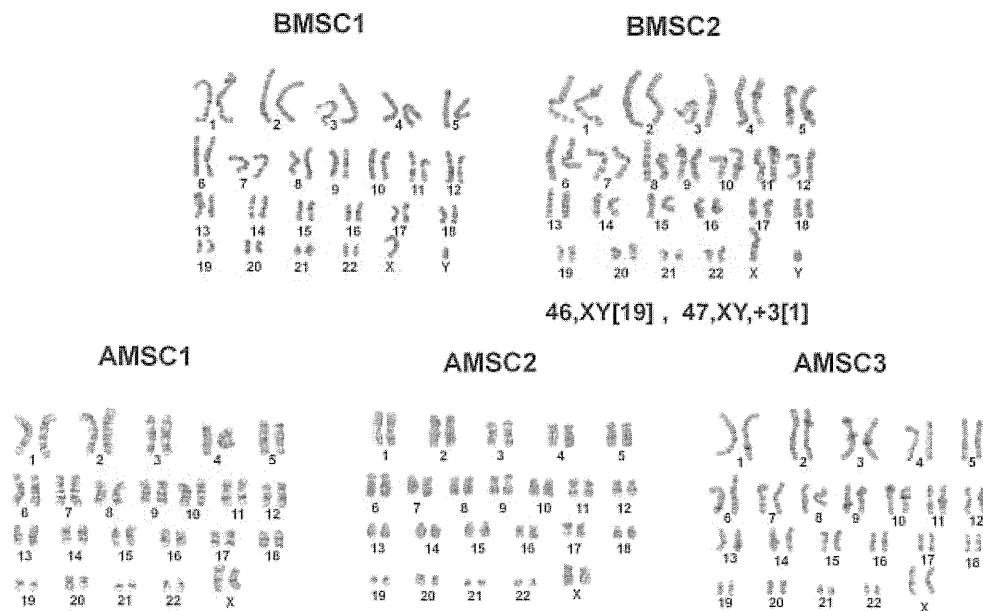 BMSC1
BMSC2
1 2 3 4 5
6 7 8 9 10 11 12
13 14 15 16 17 18
19 20 21 22 X Y
1 2 3 4 5
6 7 8 9 10 11 12
13 14 15 16 17 18
19 20 21 22 X Y
46,XY[19] , 47,XY,+3[1]
AMSC1
AMSC2
AMSC3
1 2 3 4 5
6 7 8 9 10 11 12
13 14 15 16 17 18
19 20 21 22 X
1 2 3 4 5
6 7 8 9 10 11 12
13 14 15 16 17 18
19 20 21 22 X
1 2 3 4 5
6 7 8 9 10 11 12
13 14 15 16 17 18
19 20 21 22 X